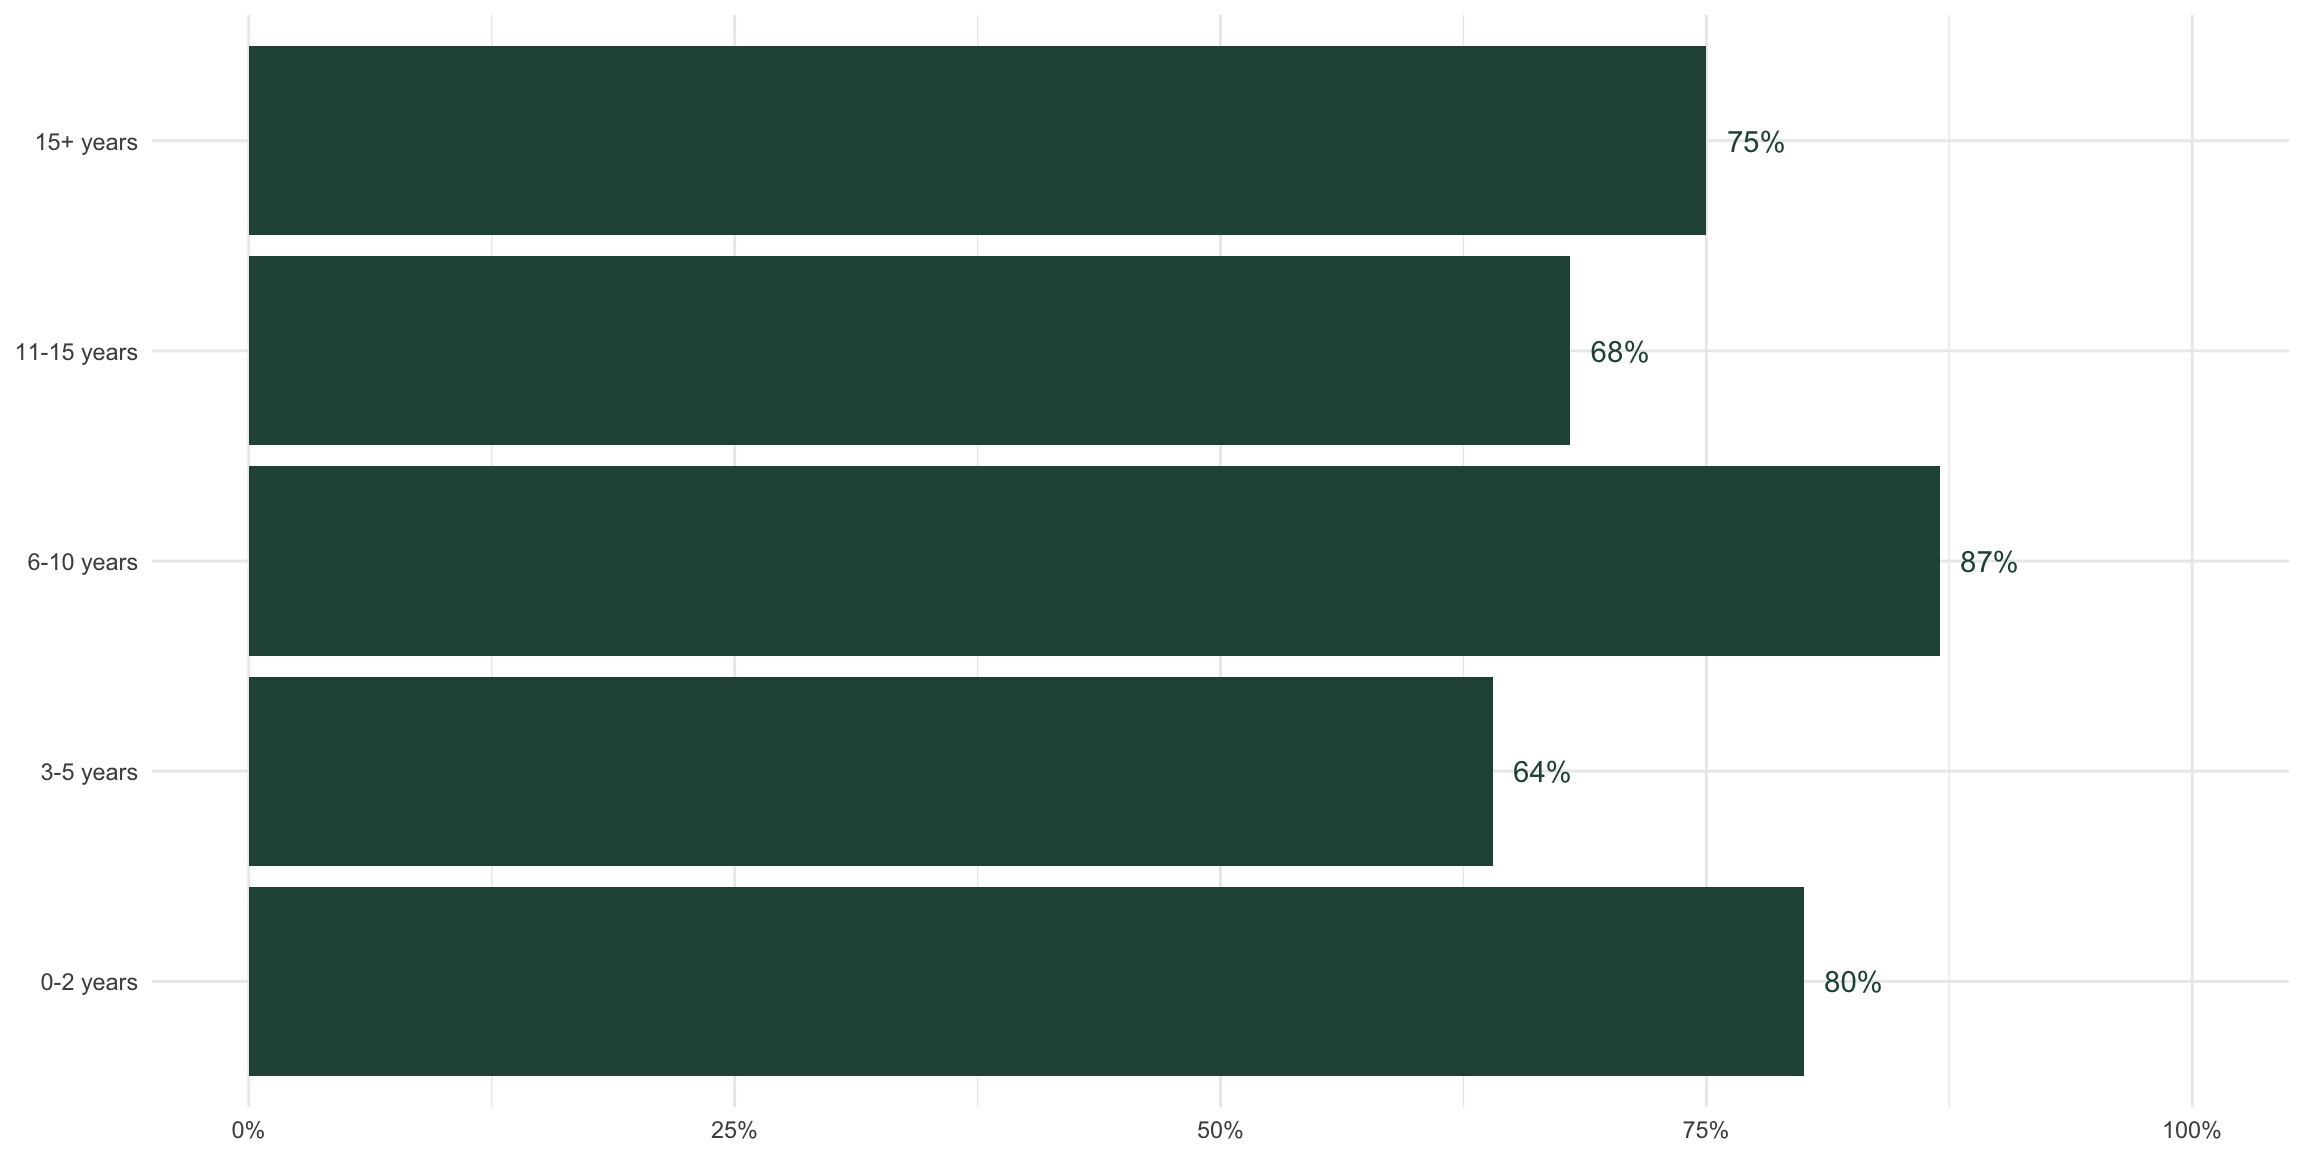 15+ years
75%
11-15 years
68%
6-10 years
87%
3-5 years
64%
0-2 years
80%
0% 25% 50% 75% 100%